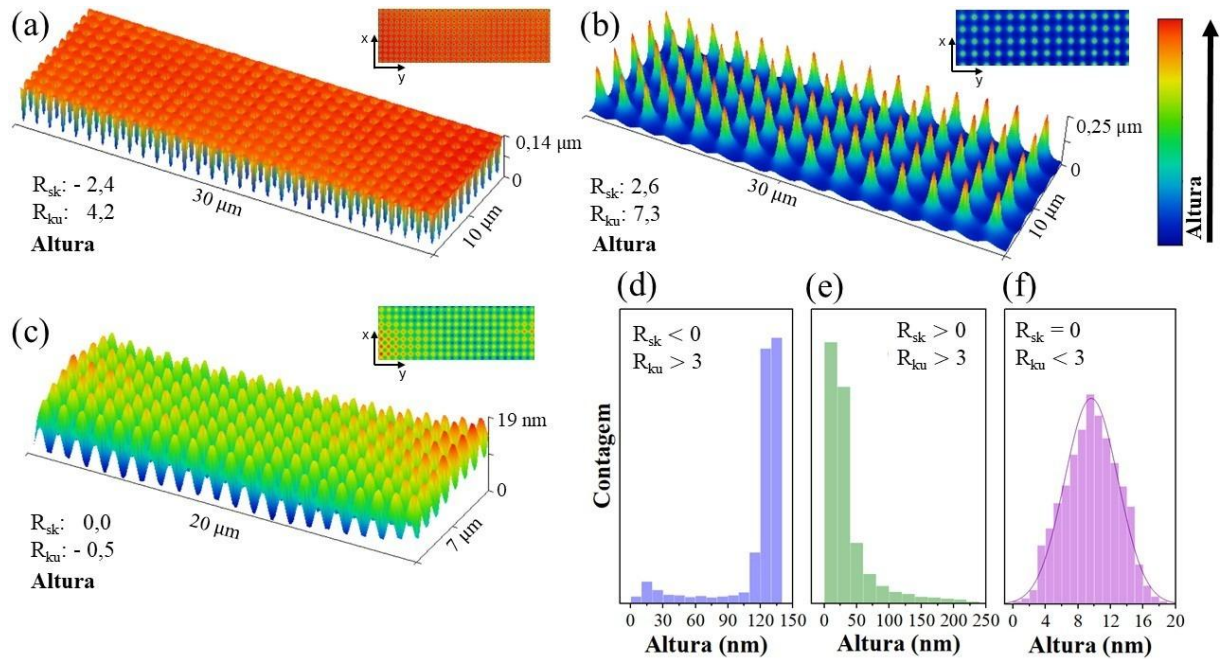 (a)
x
y
0,14 μm
0
R_sk: - 2,4
R_ku: 4,2
Altura
30 μm
10 μm
(b)
x
y
0,25 μm
0
R_sk: 2,6
R_ku: 7,3
Altura
30 μm
10 μm
Altura
(c)
x
y
19 nm
0
R_sk: 0,0
R_ku: - 0,5
Altura
20 μm
7 μm
(d)
R_sk < 0
R_ku > 3
Contagem
0 30 60 90 120 150
Altura (nm)
(e)
R_sk > 0
R_ku > 3
0 50 100 150 200 250
Altura (nm)
(f)
R_sk = 0
R_ku < 3
4 8 12 16 20
Altura (nm)